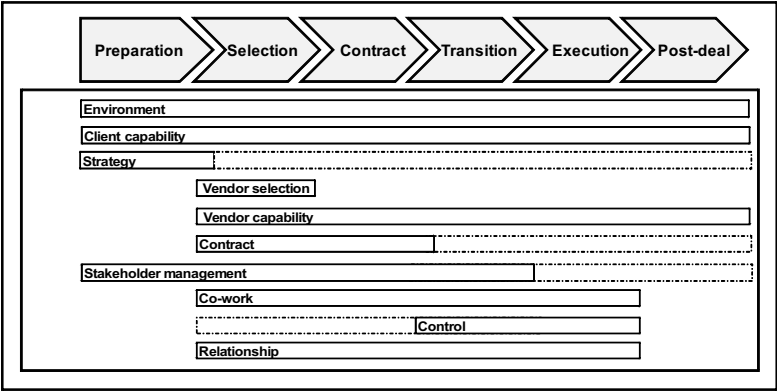 Preparation Selection Contract Transition Execution Post-deal
Environment
Client capability
Strategy
Vendor selection
Vendor capability
Contract
Stakeholder management
Co-work
Control
Relationship